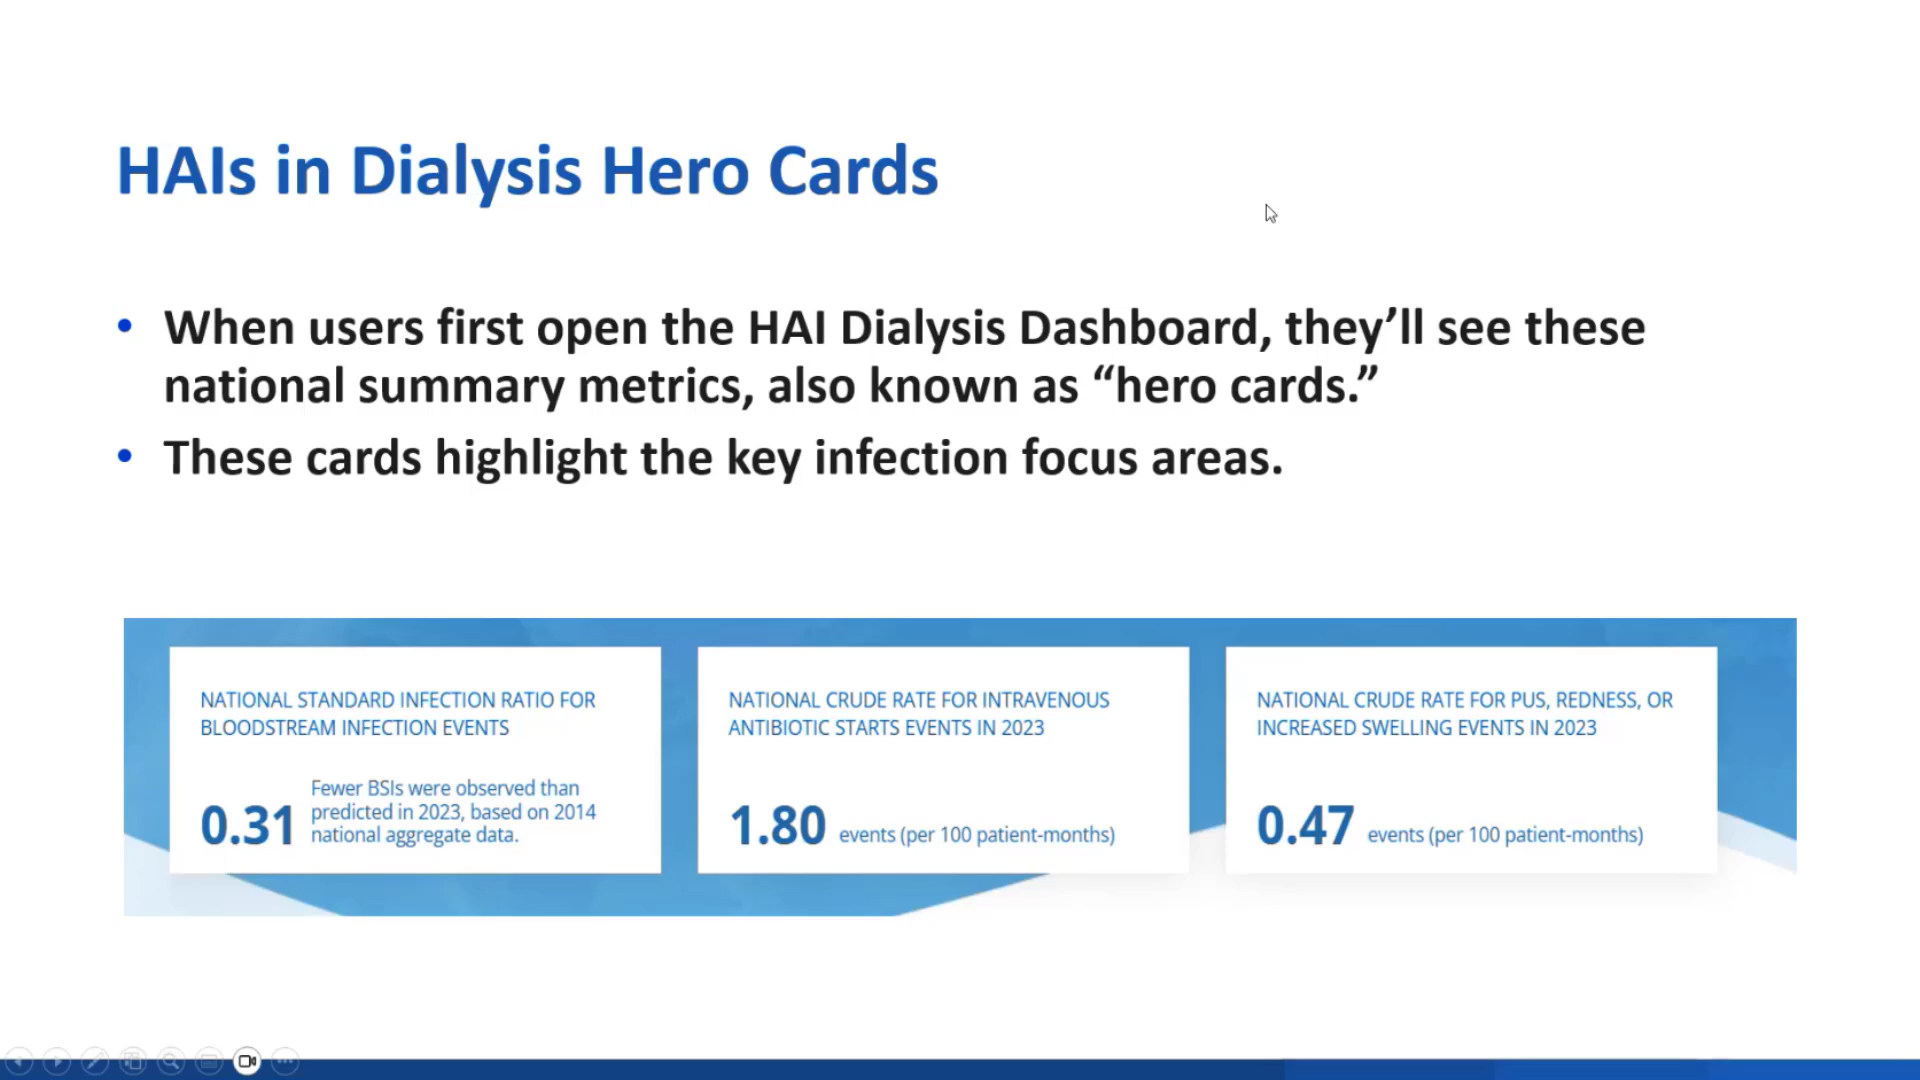 HAIs in Dialysis Hero Cards
• When users first open the HAI Dialysis Dashboard, they’ll see these
national summary metrics, also known as “hero cards.”
• These cards highlight the key infection focus areas.
NATIONAL STANDARD INFECTION RATIO FOR
BLOODSTREAM INFECTION EVENTS
0.31
Fewer BSIs were observed than
predicted in 2023, based on 2014
national aggregate data.
NATIONAL CRUDE RATE FOR INTRAVENOUS
ANTIBIOTIC STARTS EVENTS IN 2023
1.80 events (per 100 patient-months)
NATIONAL CRUDE RATE FOR PUS, REDNESS, OR
INCREASED SWELLING EVENTS IN 2023
0.47 events (per 100 patient-months)